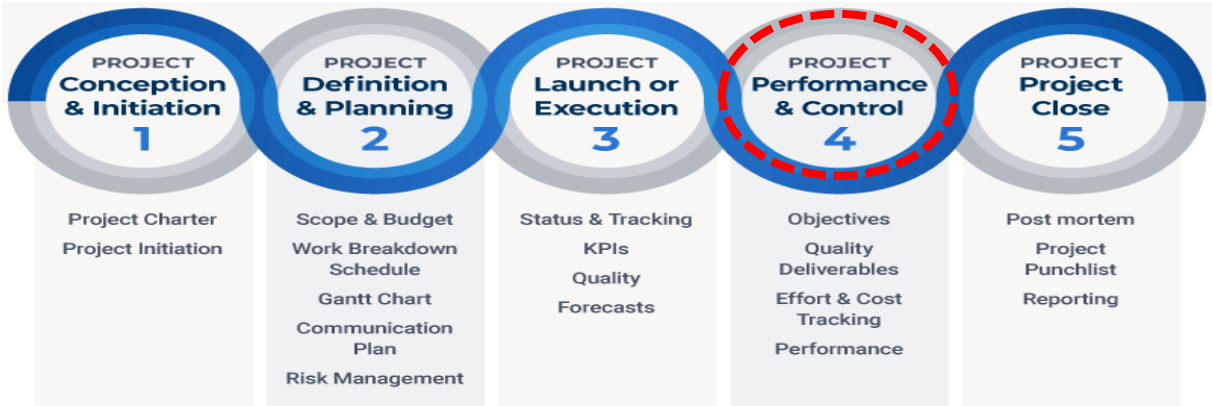 PROJECT
Conception
& Initiation
1
Project Charter
Project Initiation
PROJECT
Definition
& Planning
2
Scope & Budget
Work Breakdown
Schedule
Gantt Chart
Communication
Plan
Risk Management
PROJECT
Launch or
Execution
3
Status & Tracking
KPIs
Quality
Forecasts
PROJECT
Performance
& Control
4
Objectives
Quality
Deliverables
Effort & Cost
Tracking
Performance
PROJECT
Project
Close
5
Post mortem
Project
Punchlist
Reporting